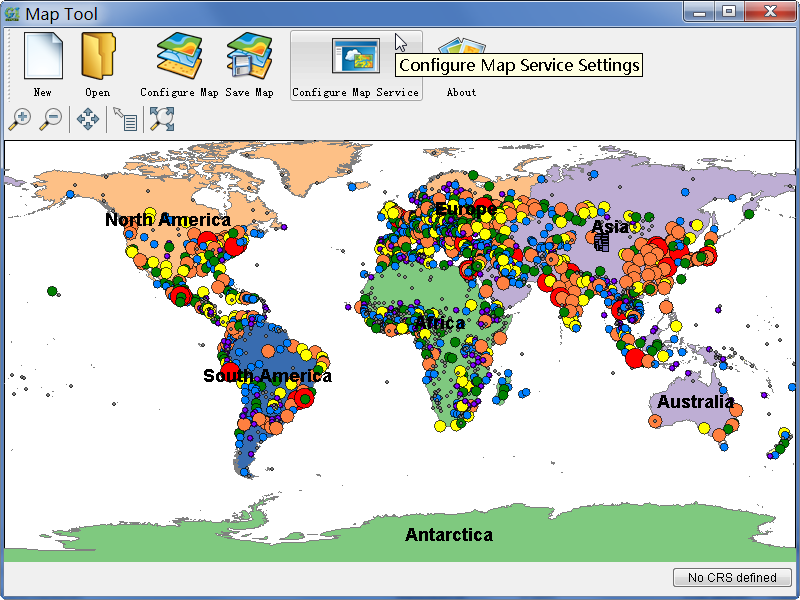 Map Tool
New
Open
Configure Map
Save Map
Configure Map Service
About
Configure Map Service Settings
North America
Europe
Asia
Africa
South America
Australia
Antarctica
No CRS defined